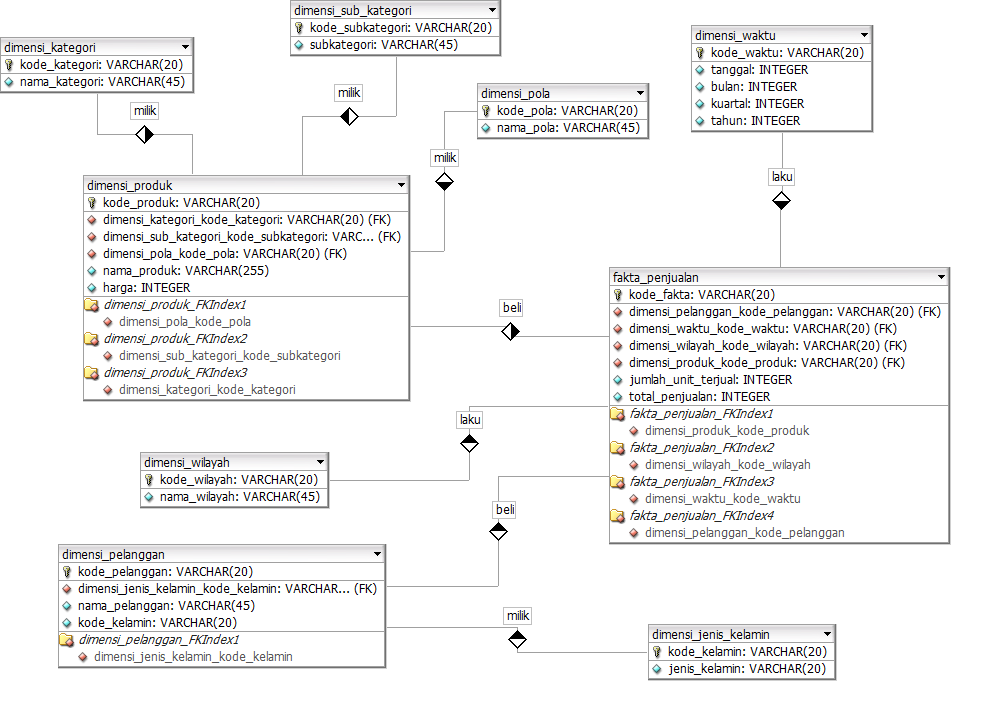 dimensi_sub_kategori
kode_subkategori: VARCHAR(20)
subkategori: VARCHAR(45)
dimensi_kategori
kode_kategori: VARCHAR(20)
nama_kategori: VARCHAR(45)
milik
milik
dimensi_pola
kode_pola: VARCHAR(20)
nama_pola: VARCHAR(45)
milik
dimensi_waktu
kode_waktu: VARCHAR(20)
tanggal: INTEGER
bulan: INTEGER
kuartal: INTEGER
tahun: INTEGER
laku
dimensi_produk
kode_produk: VARCHAR(20)
dimensi_kategori_kode_kategori: VARCHAR(20) (FK)
dimensi_sub_kategori_kode_subkategori: VARC... (FK)
dimensi_pola_kode_pola: VARCHAR(20) (FK)
nama_produk: VARCHAR(255)
harga: INTEGER
dimensi_produk_FKIndex1
dimensi_pola_kode_pola
dimensi_produk_FKIndex2
dimensi_sub_kategori_kode_subkategori
dimensi_produk_FKIndex3
dimensi_kategori_kode_kategori
beli
fakta_penjualan
kode_fakta: VARCHAR(20)
dimensi_pelanggan_kode_pelanggan: VARCHAR(20) (FK)
dimensi_waktu_kode_waktu: VARCHAR(20) (FK)
dimensi_wilayah_kode_wilayah: VARCHAR(20) (FK)
dimensi_produk_kode_produk: VARCHAR(20) (FK)
jumlah_unit_terjual: INTEGER
total_penjualan: INTEGER
fakta_penjualan_FKIndex1
dimensi_produk_kode_produk
fakta_penjualan_FKIndex2
dimensi_wilayah_kode_wilayah
fakta_penjualan_FKIndex3
dimensi_waktu_kode_waktu
fakta_penjualan_FKIndex4
dimensi_pelanggan_kode_pelanggan
laku
dimensi_wilayah
kode_wilayah: VARCHAR(20)
nama_wilayah: VARCHAR(45)
beli
dimensi_pelanggan
kode_pelanggan: VARCHAR(20)
dimensi_jenis_kelamin_kode_kelamin: VARCHAR... (FK)
nama_pelanggan: VARCHAR(45)
kode_kelamin: VARCHAR(20)
dimensi_pelanggan_FKIndex1
dimensi_jenis_kelamin_kode_kelamin
milik
dimensi_jenis_kelamin
kode_kelamin: VARCHAR(20)
jenis_kelamin: VARCHAR(20)